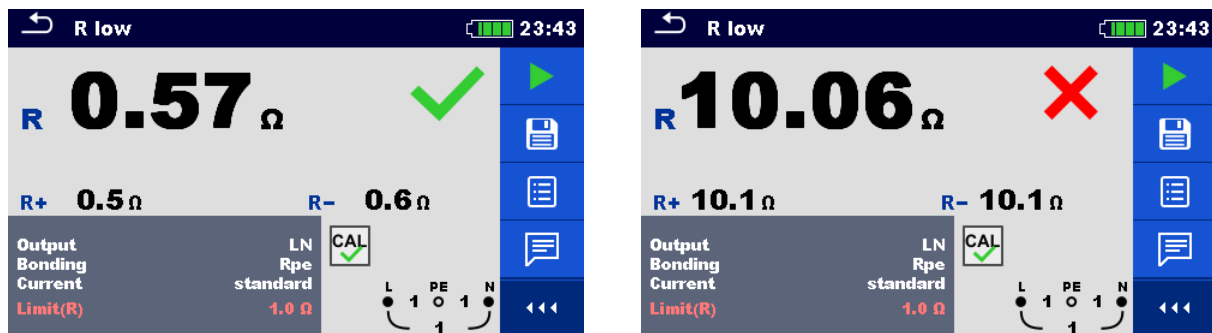 R low 23:43
R 0.57 Ω
R+ 0.5 Ω R- 0.6 Ω
Output LN
Bonding Rpe
Current standard
Limit(R) 1.0 Ω
CAL
L PE N
1 1
1
R low 23:43
R 10.06 Ω
R+ 10.1 Ω R- 10.1 Ω
Output LN
Bonding Rpe
Current standard
Limit(R) 1.0 Ω
CAL
L PE N
1 1
1